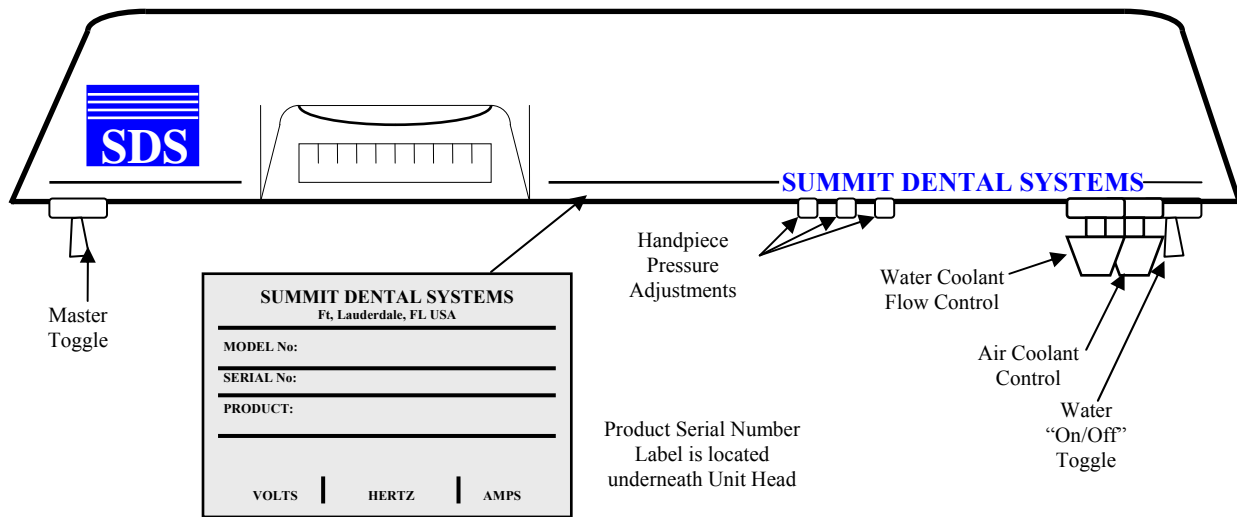 SDS
SUMMIT DENTAL SYSTEMS
Master
Toggle
SUMMIT DENTAL SYSTEMS
Ft, Lauderdale, FL USA
MODEL No:
SERIAL No:
PRODUCT:
VOLTS HERTZ AMPS
Handpiece
Pressure
Adjustments
Product Serial Number
Label is located
underneath Unit Head
Water Coolant
Flow Control
Air Coolant
Control
Water
“On/Off”
Toggle